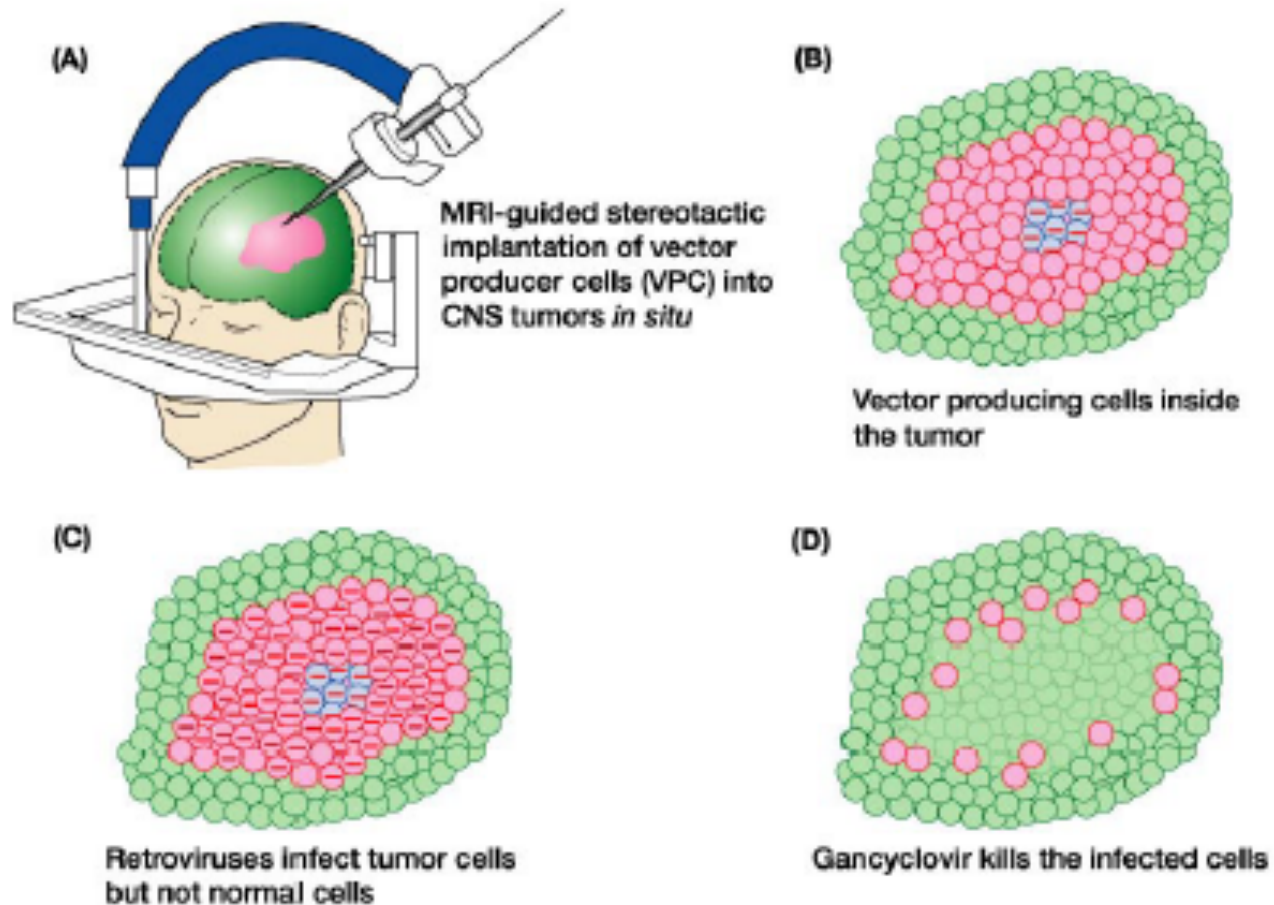 (A)
MRI-guided stereotactic
implantation of vector
producer cells (VPC) into
CNS tumors in situ
(B)
Vector producing cells inside
the tumor
(C)
Retroviruses infect tumor cells
but not normal cells
(D)
Gancyclovir kills the infected cells